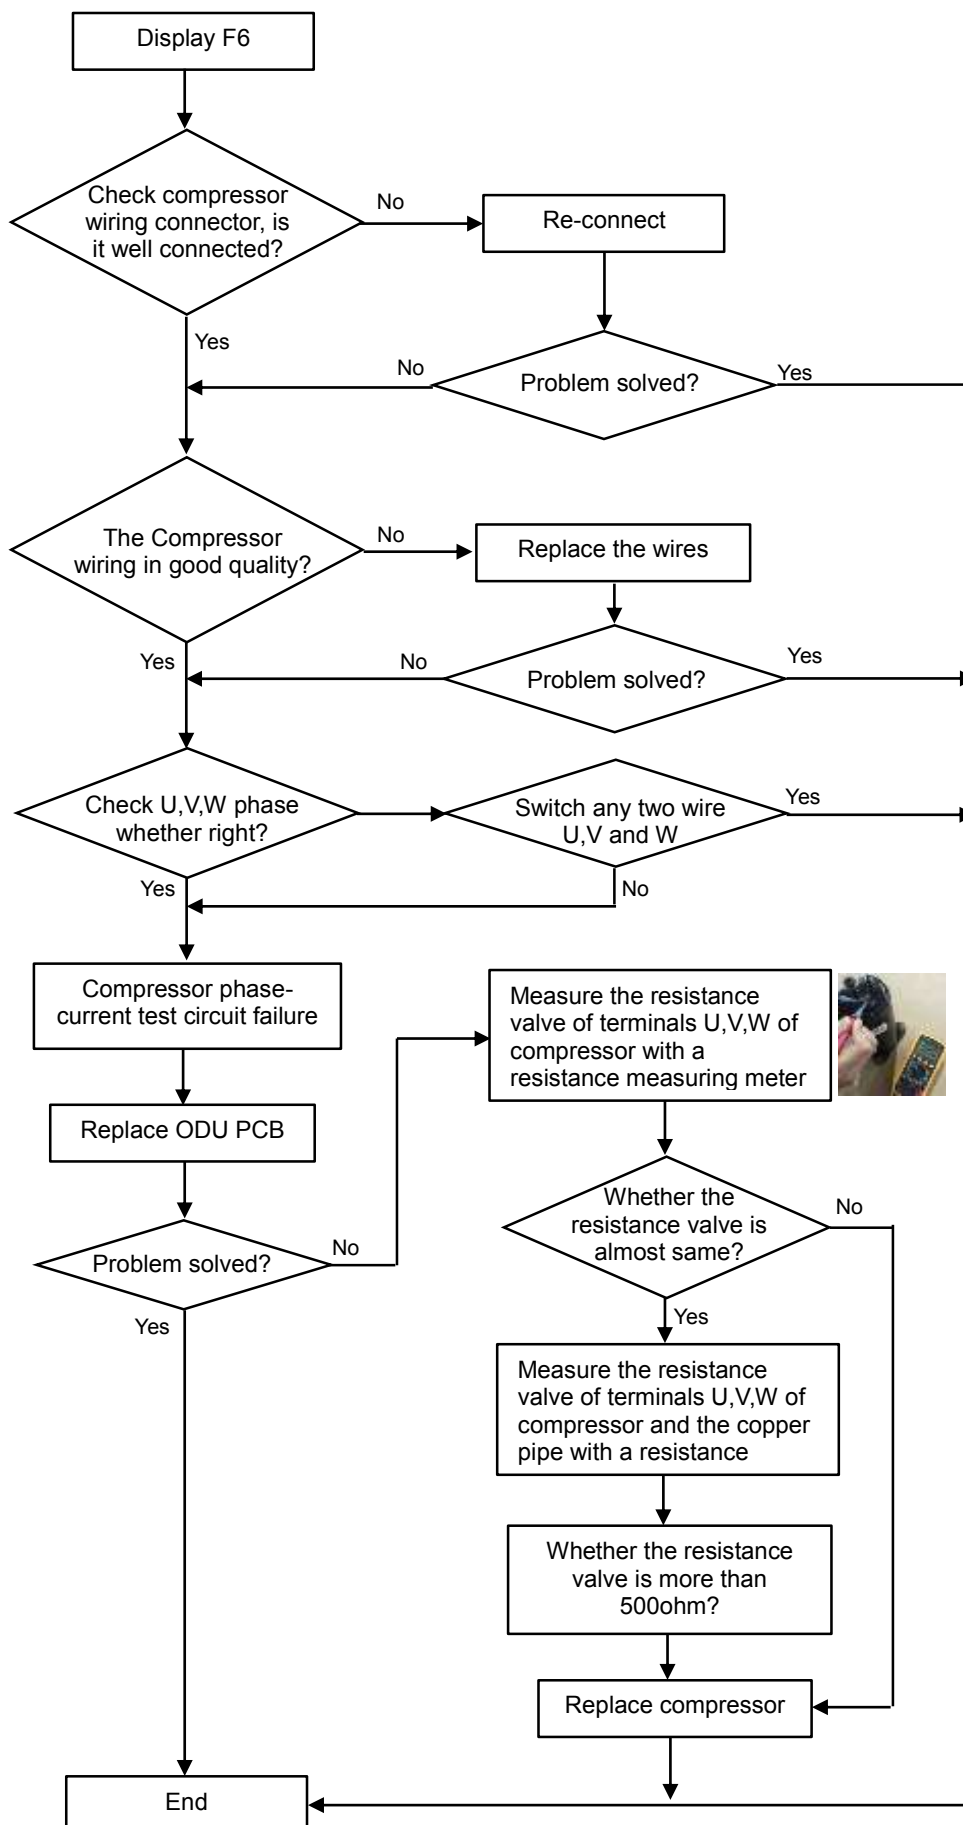 Display F6
Check compressor
wiring connector, is
it well connected?
No
Re-connect
Yes
No
Problem solved?
Yes
The Compressor
wiring in good quality?
No
Replace the wires
Yes
No
Problem solved?
Yes
Check U,V,W phase
whether right?
Switch any two wire
U,V and W
Yes
Yes
No
Compressor phase-
current test circuit failure
Measure the resistance
valve of terminals U,V,W of
compressor with a
resistance measuring meter
Replace ODU PCB
Problem solved?
No
Whether the
resistance valve is
almost same?
No
Yes
Yes
Measure the resistance
valve of terminals U,V,W of
compressor and the copper
pipe with a resistance
Whether the resistance
valve is more than
500ohm?
Replace compressor
End